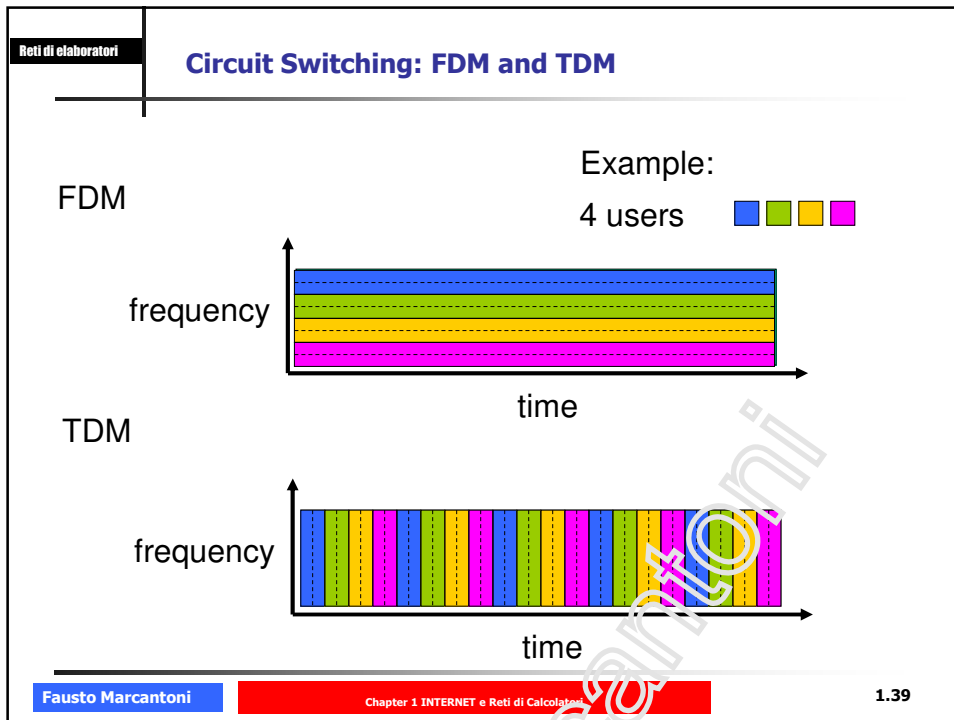 Reti di elaboratori
Circuit Switching: FDM and TDM
Example:
FDM
4 users
frequency
time
TDM
frequency
time
Fausto Marcantoni
Chapter 1 INTERNET e Reti di Calcolatori
1.39